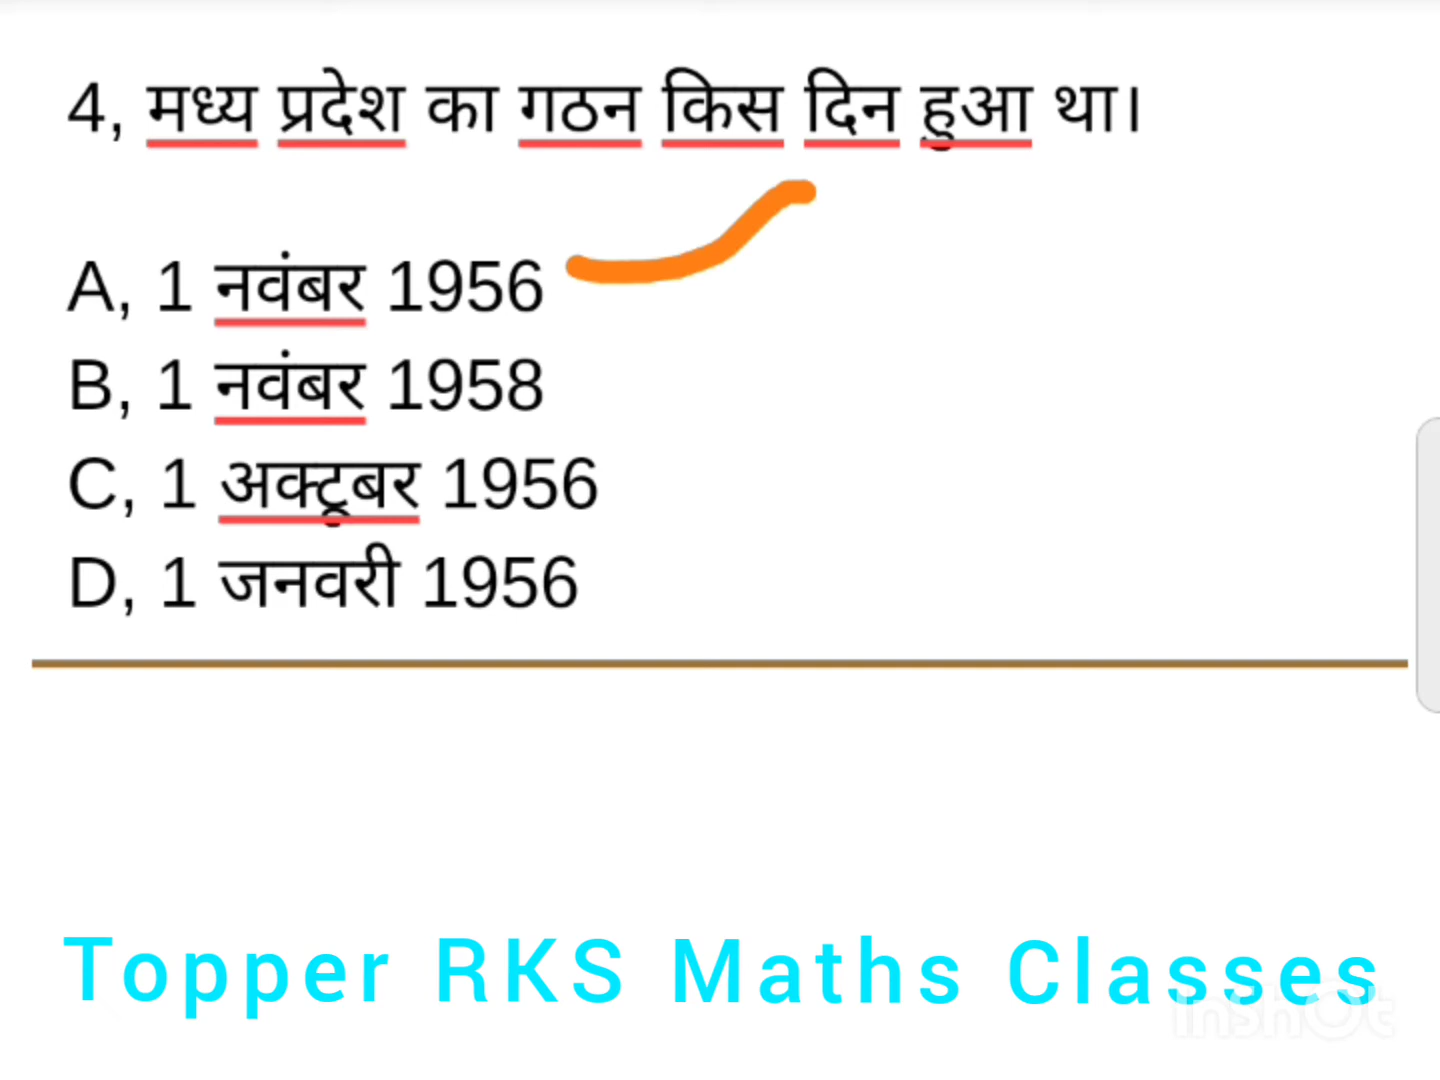 4, मध्य प्रदेश का गठन किस दिन हुआ था।
A, 1 नवंबर 1956
B, 1 नवंबर 1958
C, 1 अक्टूबर 1956
D, 1 जनवरी 1956
Topper RKS Maths Classes
InshOt